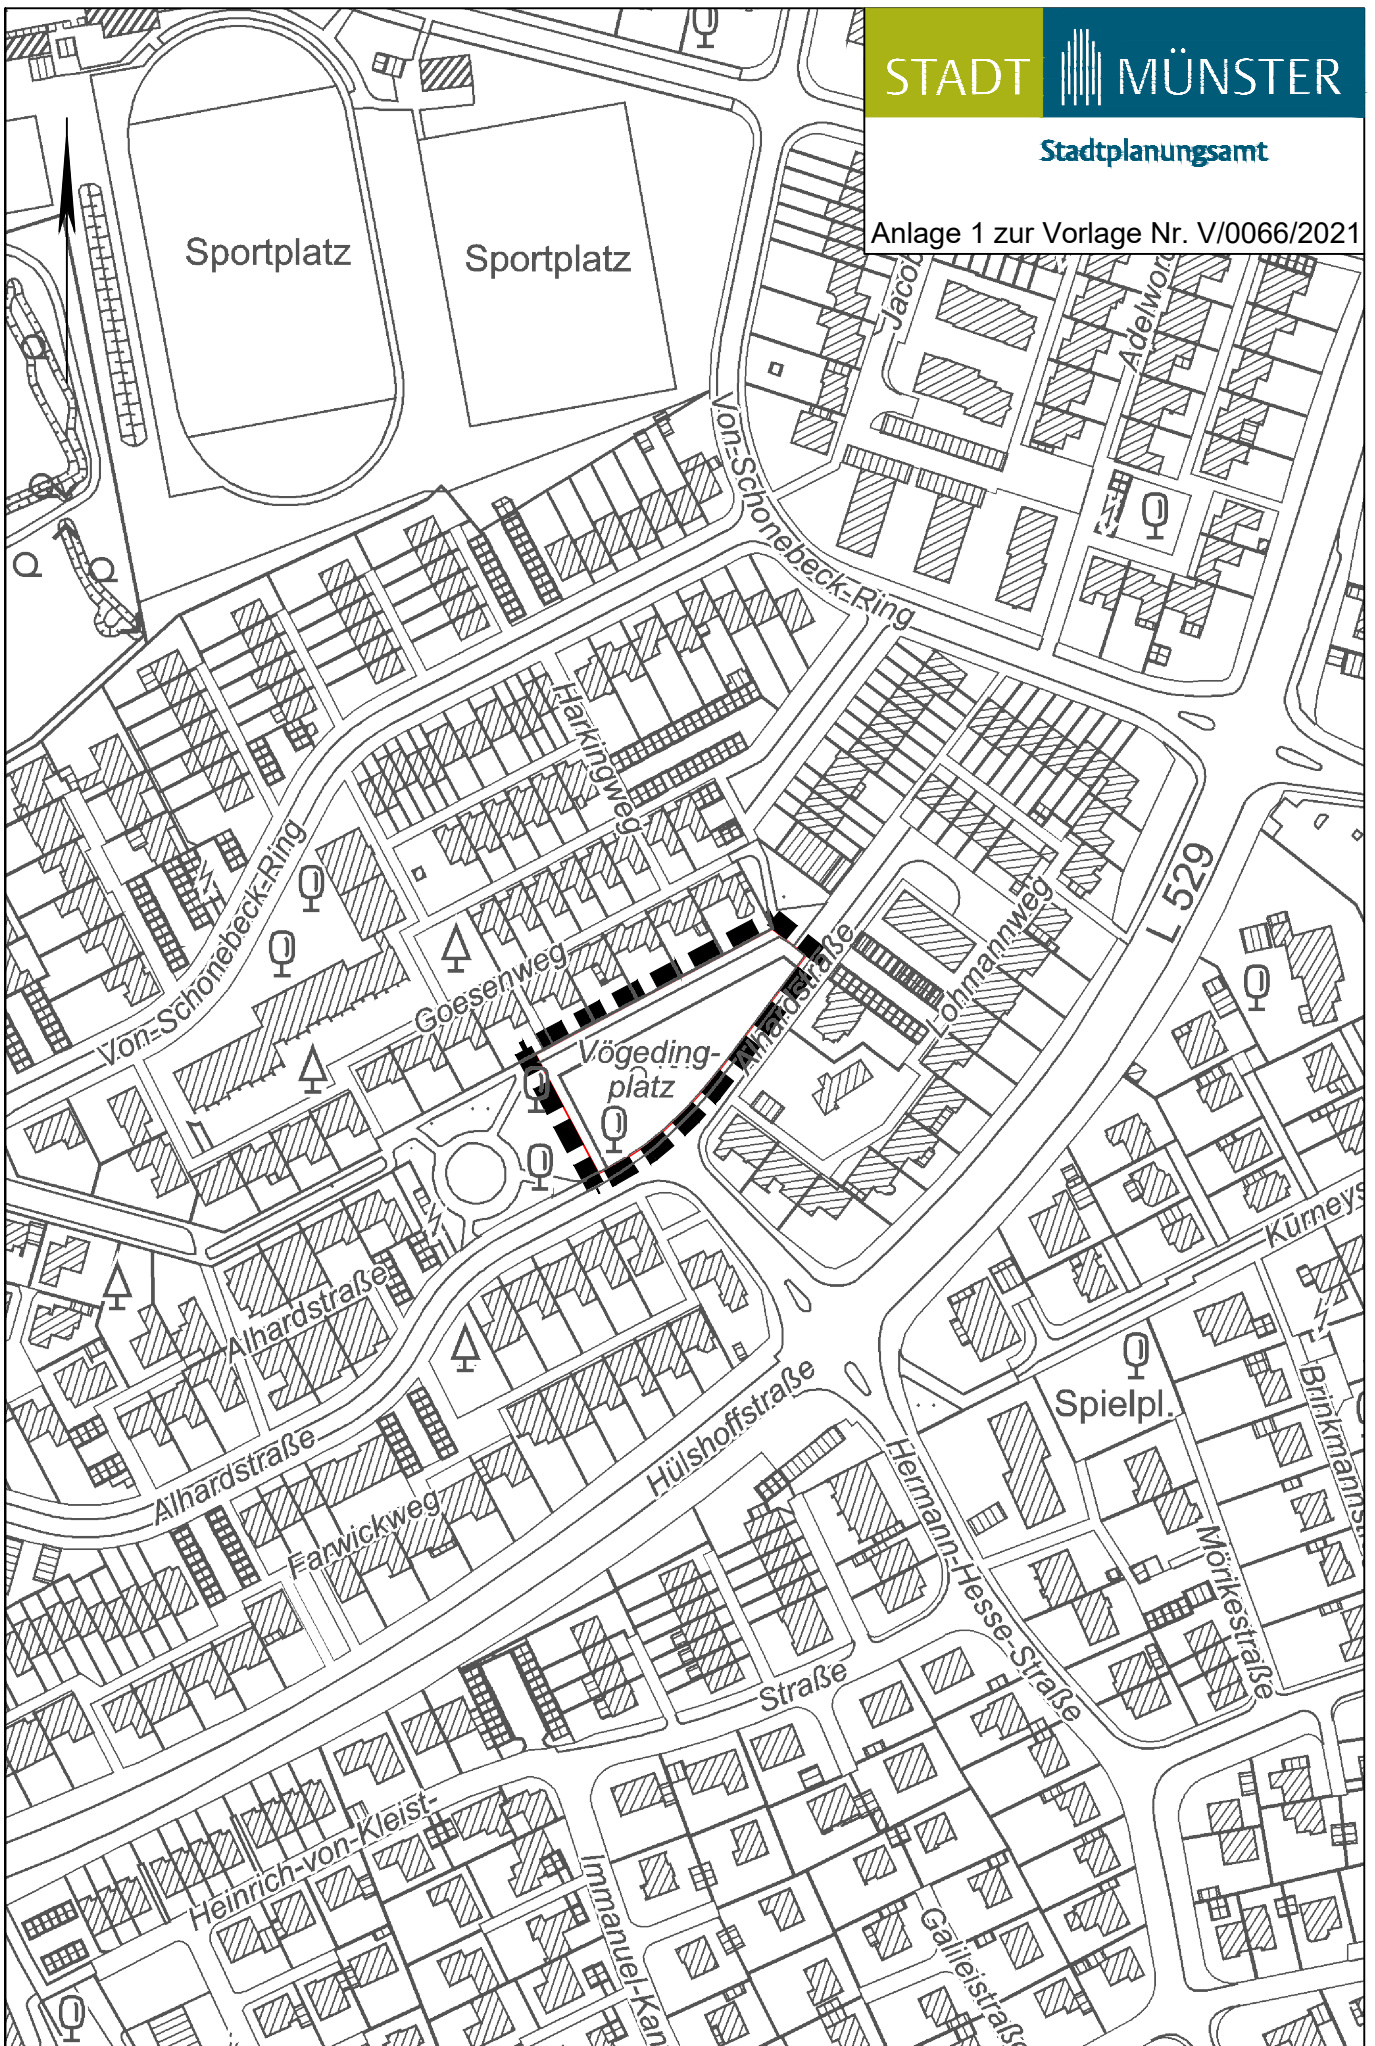 STADT MÜNSTER
Stadtplanungsamt
Anlage 1 zur Vorlage Nr. V/0066/2021
Sportplatz
Sportplatz
Von-Schonebeck-Ring
Harkingweg
L 529
Von-Schonebeck-Ring
Goesenweg
Alhardstraße
Lohmannweg
Vögeding-
platz
Alhardstraße
Alhardstraße
Farwickweg
Hülshoffstraße
Spielpl.
Hermann-Hesse-Straße
Mörikestraße
Straße
Heinrich-von-Kleist-
Galileistraße